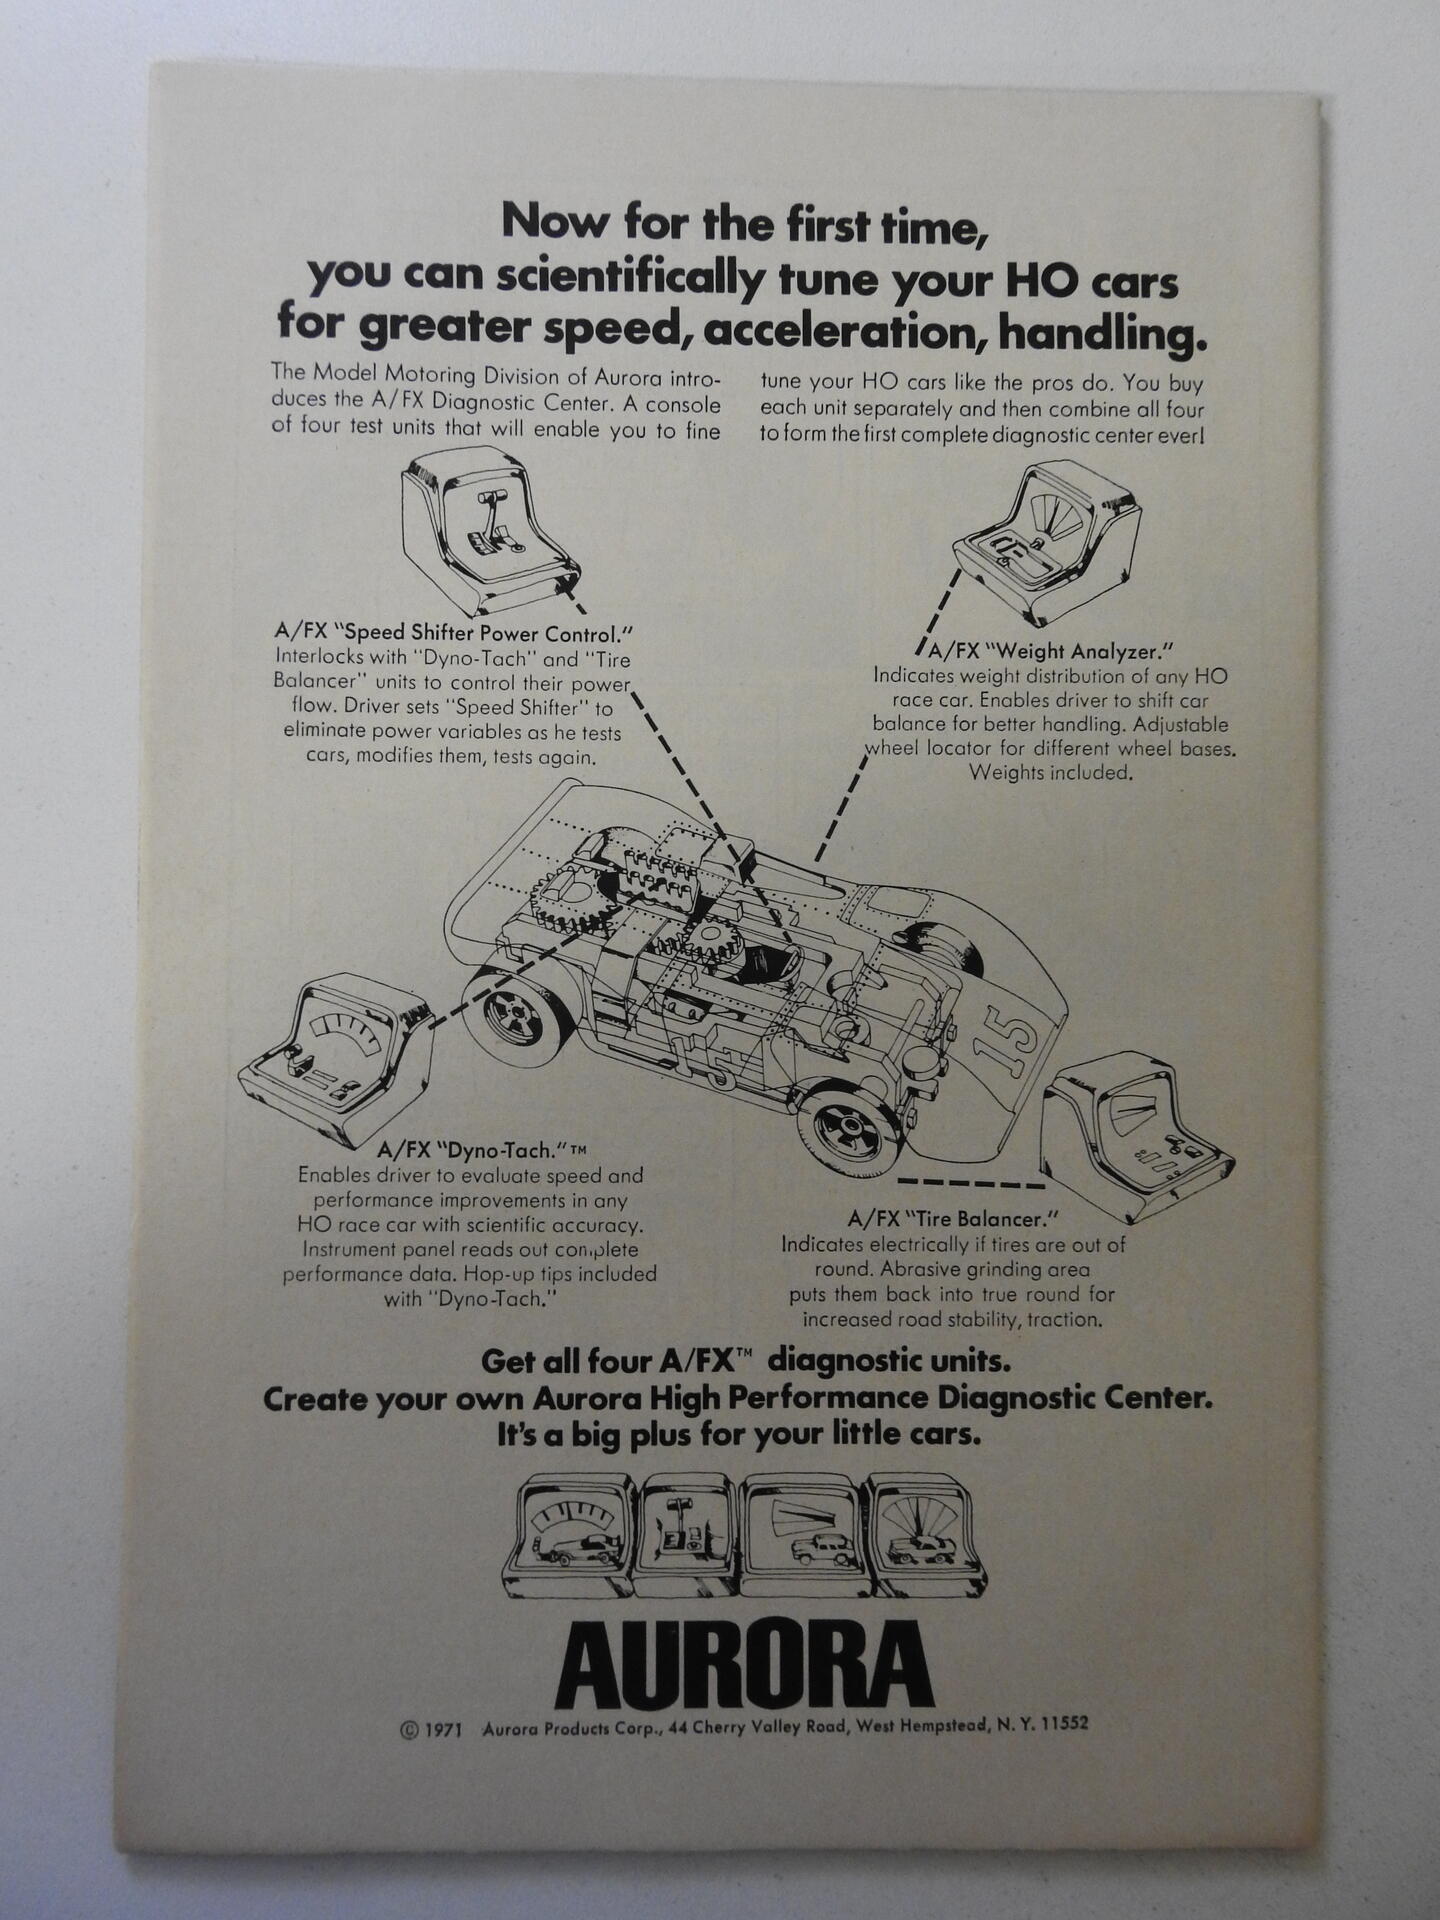 Now for the first time,
you can scientifically tune your HO cars
for greater speed, acceleration, handling.
The Model Motoring Division of Aurora intro-
duces the A/FX Diagnostic Center. A console
of four test units that will enable you to fine
tune your HO cars like the pros do. You buy
each unit separately and then combine all four
to form the first complete diagnostic center ever!
A/FX "Speed Shifter Power Control."
Interlocks with "Dyno-Tach" and "Tire
Balancer" units to control their power
flow. Driver sets "Speed Shifter" to
eliminate power variables as he tests
cars, modifies them, tests again.
A/FX "Weight Analyzer."
Indicates weight distribution of any HO
race car. Enables driver to shift car
balance for better handling. Adjustable
wheel locator for different wheel bases.
Weights included.
15
15
A/FX "Dyno-Tach."™
Enables driver to evaluate speed and
performance improvements in any
HO race car with scientific accuracy.
Instrument panel reads out complete
performance data. Hop-up tips included
with "Dyno-Tach."
A/FX "Tire Balancer."
Indicates electrically if tires are out of
round. Abrasive grinding area
puts them back into true round for
increased road stability, traction.
Get all four A/FX™ diagnostic units.
Create your own Aurora High Performance Diagnostic Center.
It's a big plus for your little cars.
AURORA
© 1971 Aurora Products Corp., 44 Cherry Valley Road, West Hempstead, N. Y. 11552